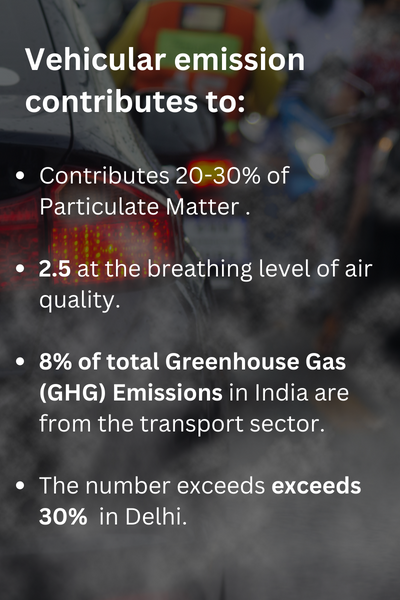 Vehicular emission
contributes to:
Contributes 20-30% of
Particulate Matter .
2.5 at the breathing level of air
quality.
8% of total Greenhouse Gas
(GHG) Emissions in India are
from the transport sector.
The number exceeds exceeds
30% in Delhi.